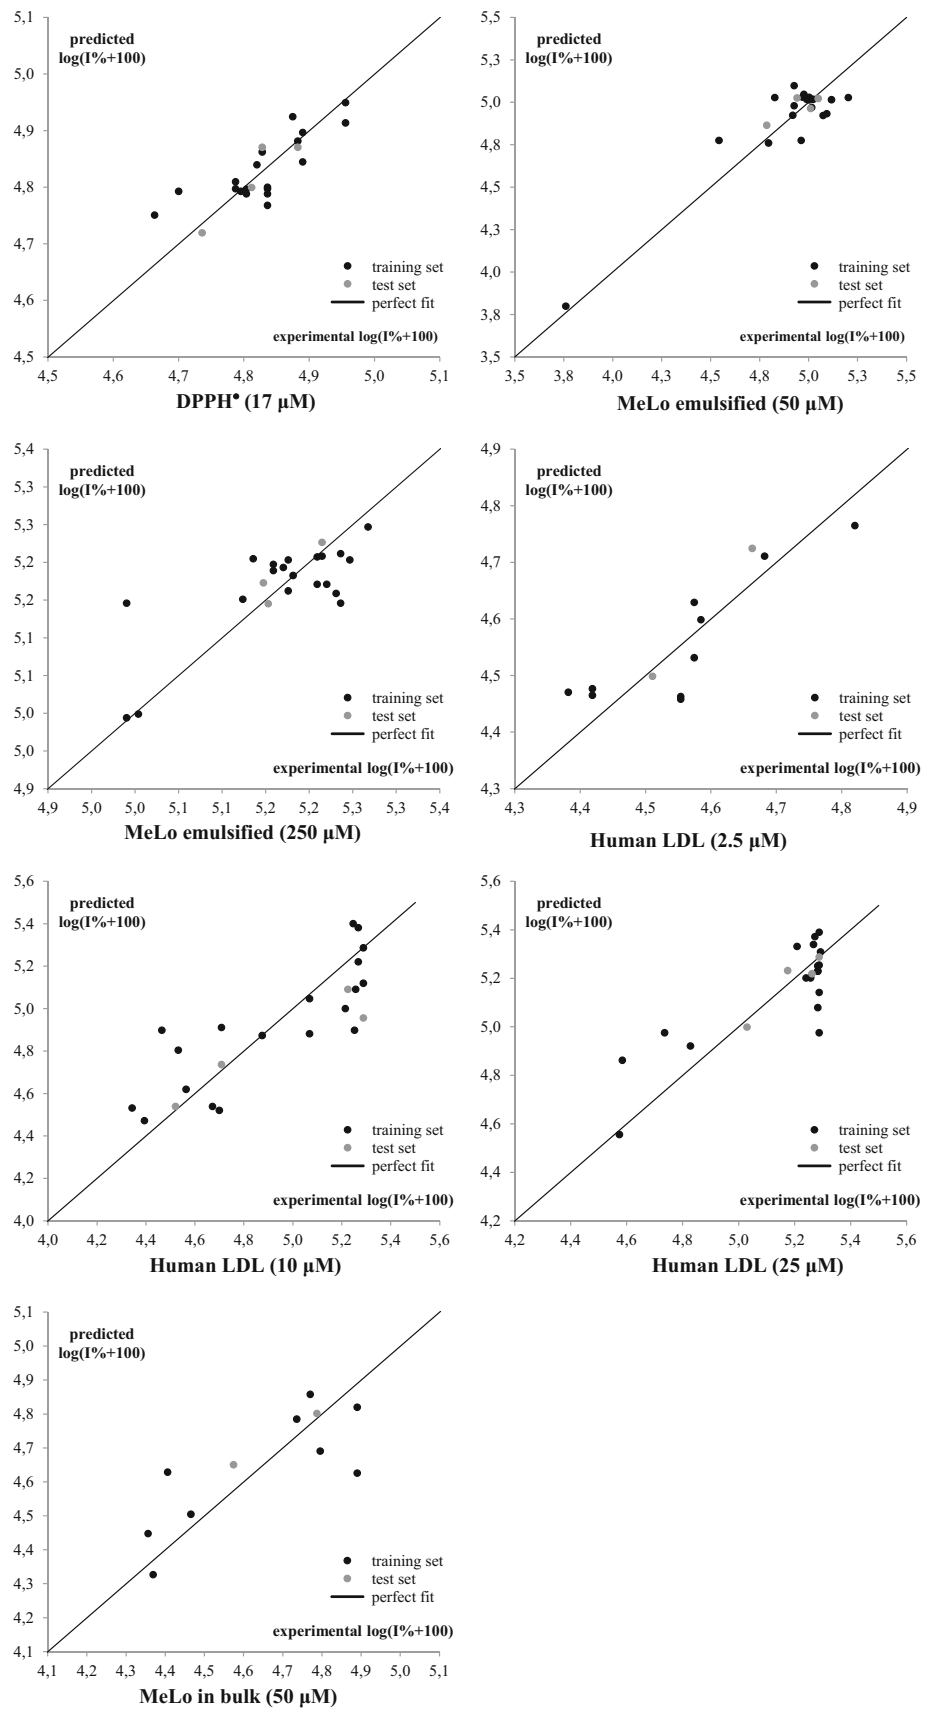 5,1
5,0
4,9
4,8
4,7
4,6
4,5
predicted
log(I%+100)
training set
test set
perfect fit
experimental log(I%+100)
4,5 4,6 4,7 4,8 4,9 5,0 5,1
DPPH• (17 μM)
5,5
5,3
5,0
4,8
4,5
4,3
4,0
3,8
3,5
predicted
log(I%+100)
training set
test set
perfect fit
experimental log(I%+100)
3,5 3,8 4,0 4,3 4,5 4,8 5,0 5,3 5,5
MeLo emulsified (50 μM)
5,4
5,3
5,3
5,2
5,2
5,1
5,1
5,0
5,0
4,9
predicted
log(I%+100)
training set
test set
perfect fit
experimental log(I%+100)
4,9 5,0 5,0 5,1 5,1 5,2 5,2 5,3 5,3 5,4
MeLo emulsified (250 μM)
4,9
4,8
4,7
4,6
4,5
4,4
4,3
predicted
log(I%+100)
training set
test set
perfect fit
experimental log(I%+100)
4,3 4,4 4,5 4,6 4,7 4,8 4,9
Human LDL (2.5 μM)
5,6
5,4
5,2
5,0
4,8
4,6
4,4
4,2
4,0
predicted
log(I%+100)
training set
test set
perfect fit
experimental log(I%+100)
4,0 4,2 4,4 4,6 4,8 5,0 5,2 5,4 5,6
Human LDL (10 μM)
5,6
5,4
5,2
5,0
4,8
4,6
4,4
4,2
predicted
log(I%+100)
training set
test set
perfect fit
experimental log(I%+100)
4,2 4,4 4,6 4,8 5,0 5,2 5,4 5,6
Human LDL (25 μM)
5,1
5,0
4,9
4,8
4,7
4,6
4,5
4,4
4,3
4,2
4,1
predicted
log(I%+100)
training set
test set
perfect fit
experimental log(I%+100)
4,1 4,2 4,3 4,4 4,5 4,6 4,7 4,8 4,9 5,0 5,1
MeLo in bulk (50 μM)